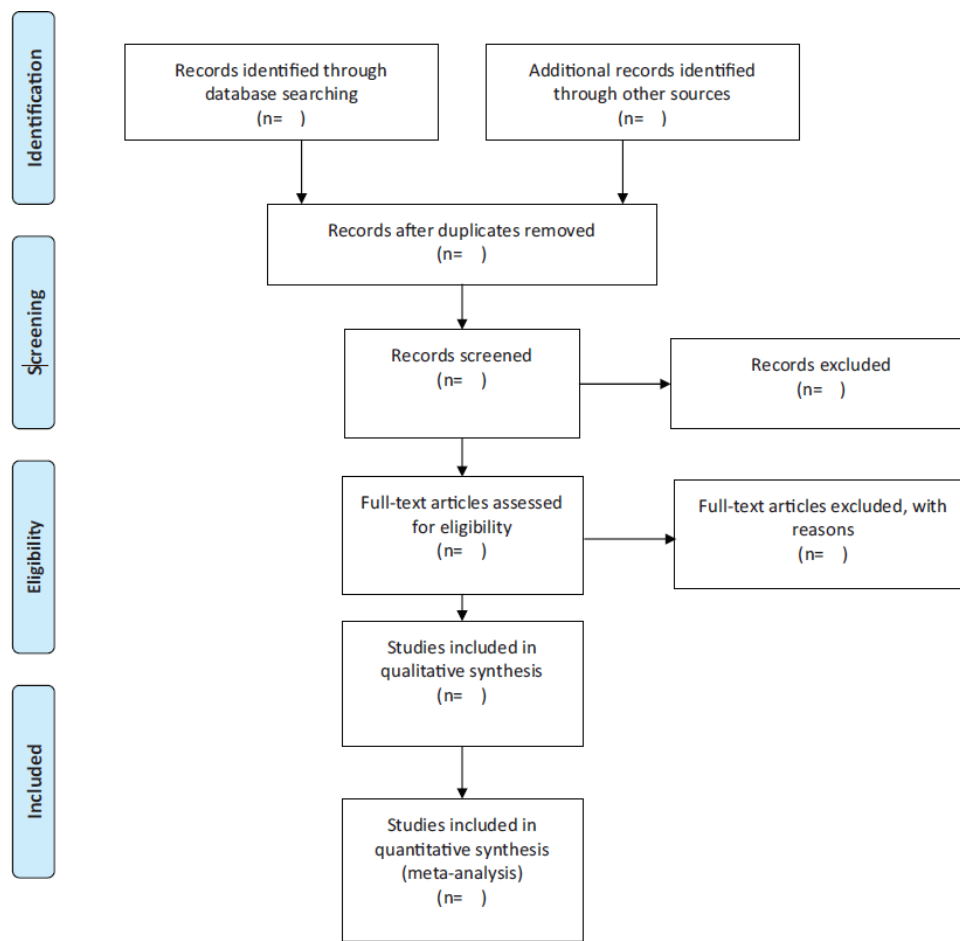 Identification
Records identified through
database searching
(n=    )
Additional records identified
through other sources
(n=    )
Records after duplicates removed
(n=    )
Screening
Records screened
(n=    )
Records excluded
(n=    )
Eligibility
Full-text articles assessed
for eligibility
(n=    )
Full-text articles excluded, with
reasons
(n=    )
Studies included in
qualitative synthesis
(n=    )
Included
Studies included in
quantitative synthesis
(meta-analysis)
(n=    )